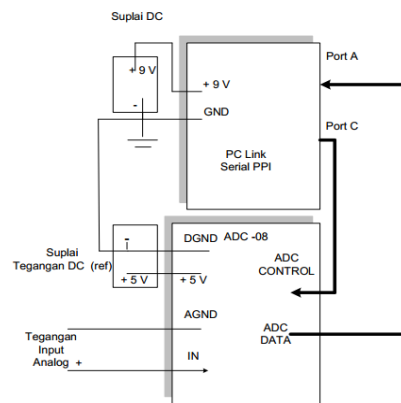 Suplai DC
+ 9 V
-
+ 9 V
GND
PC Link
Serial PPI
Port A
Port C
Suplai
Tegangan DC (ref)
-
+ 5 V
DGND
+ 5 V
ADC -08
ADC
CONTROL
AGND
Tegangan
Input
Analog +
IN
ADC
DATA